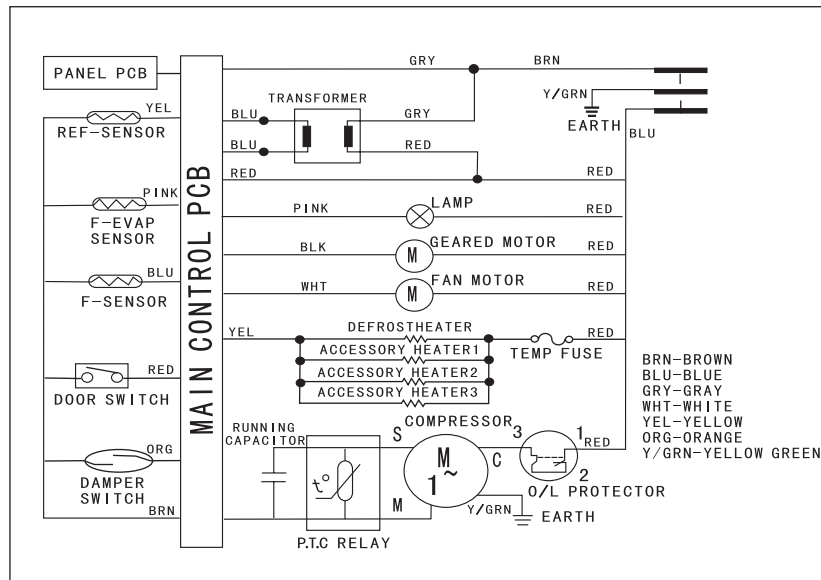 GRY
BRN
PANEL PCB
TRANSFORMER
Y/GRN
YEL
BLU
GRY
EARTH
REF-SENSOR
BLU
BLU
RED
RED
RED
PINK
PINK
LAMP
RED
F-EVAP
SENSOR
MAIN CONTROL PCB
BLK
M
GEARED MOTOR
RED
BLU
WHT
M
FAN MOTOR
RED
F-SENSOR
YEL
DEFROSTHEATER
RED
ACCESSORY HEATER1
TEMP FUSE
ACCESSORY HEATER2
ACCESSORY HEATER3
BRN-BROWN
BLU-BLUE
GRY-GRAY
WHT-WHITE
YEL-YELLOW
ORG-ORANGE
Y/GRN-YELLOW GREEN
RED
DOOR SWITCH
RUNNING
CAPACITOR
COMPRESSOR
S
3
1
RED
ORG
M
1~
C
2
t°
DAMPER
SWITCH
O/L PROTECTOR
BRN
M
Y/GRN
EARTH
P.T.C RELAY